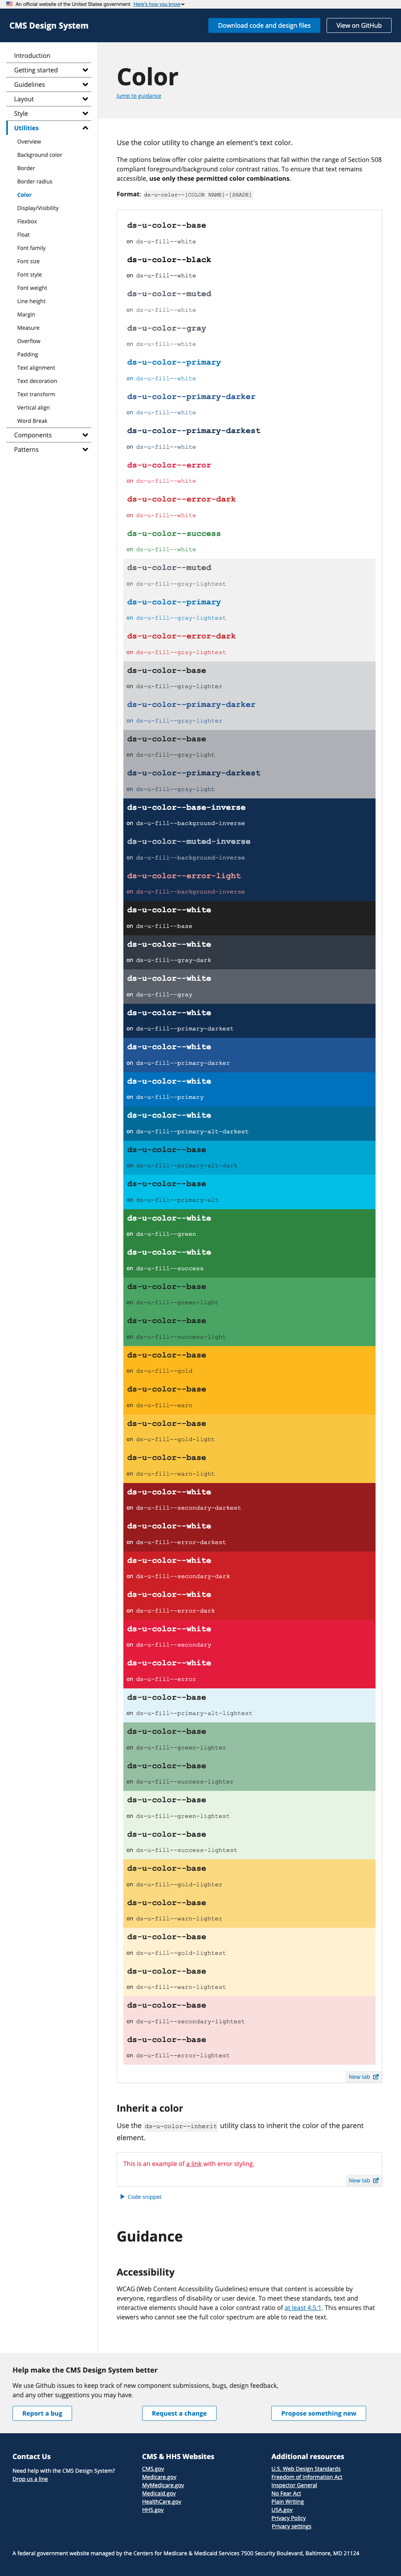 An official website of the United States government Here's how you know
CMS Design System
Download code and design files
View on GitHub
Introduction
Getting started
Guidelines
Layout
Style
Utilities
Overview
Background color
Border
Border radius
Color
Display/Visibility
Flexbox
Float
Font family
Font size
Font style
Font weight
Line height
Margin
Measure
Overflow
Padding
Text alignment
Text decoration
Text transform
Vertical align
Word Break
Components
Patterns
Color
Jump to guidance
Use the color utility to change an element's text color.
The options below offer color palette combinations that fall within the range of Section 508
compliant foreground/background color contrast ratios. To ensure that text remains
accessible, use only these permitted color combinations.
Format: ds-u-color--[COLOR NAME]-[SHADE]
ds-u-color--base
on ds-u-fill--white
ds-u-color--black
on ds-u-fill--white
ds-u-color--muted
on ds-u-fill--white
ds-u-color--gray
on ds-u-fill--white
ds-u-color--primary
on ds-u-fill--white
ds-u-color--primary-darker
on ds-u-fill--white
ds-u-color--primary-darkest
on ds-u-fill--white
ds-u-color--error
on ds-u-fill--white
ds-u-color--error-dark
on ds-u-fill--white
ds-u-color--success
on ds-u-fill--white
ds-u-color--muted
on ds-u-fill--gray-lightest
ds-u-color--primary
on ds-u-fill--gray-lightest
ds-u-color--error-dark
on ds-u-fill--gray-lightest
ds-u-color--base
on ds-u-fill--gray-lighter
ds-u-color--primary-darker
on ds-u-fill--gray-lighter
ds-u-color--base
on ds-u-fill--gray-light
ds-u-color--primary-darkest
on ds-u-fill--gray-light
ds-u-color--base-inverse
on ds-u-fill--background-inverse
ds-u-color--muted-inverse
on ds-u-fill--background-inverse
ds-u-color--error-light
on ds-u-fill--background-inverse
ds-u-color--white
on ds-u-fill--base
ds-u-color--white
on ds-u-fill--gray-dark
ds-u-color--white
on ds-u-fill--gray
ds-u-color--white
on ds-u-fill--primary-darkest
ds-u-color--white
on ds-u-fill--primary-darker
ds-u-color--white
on ds-u-fill--primary
ds-u-color--white
on ds-u-fill--primary-alt-darkest
ds-u-color--base
on ds-u-fill--primary-alt-dark
ds-u-color--base
on ds-u-fill--primary-alt
ds-u-color--white
on ds-u-fill--green
ds-u-color--white
on ds-u-fill--success
ds-u-color--base
on ds-u-fill--green-light
ds-u-color--base
on ds-u-fill--success-light
ds-u-color--base
on ds-u-fill--gold
ds-u-color--base
on ds-u-fill--warn
ds-u-color--base
on ds-u-fill--gold-light
ds-u-color--base
on ds-u-fill--warn-light
ds-u-color--white
on ds-u-fill--secondary-darkest
ds-u-color--white
on ds-u-fill--error-darkest
ds-u-color--white
on ds-u-fill--secondary-dark
ds-u-color--white
on ds-u-fill--error-dark
ds-u-color--white
on ds-u-fill--secondary
ds-u-color--white
on ds-u-fill--error
ds-u-color--base
on ds-u-fill--primary-alt-lightest
ds-u-color--base
on ds-u-fill--green-lighter
ds-u-color--base
on ds-u-fill--success-lighter
ds-u-color--base
on ds-u-fill--green-lightest
ds-u-color--base
on ds-u-fill--success-lightest
ds-u-color--base
on ds-u-fill--gold-lighter
ds-u-color--base
on ds-u-fill--warn-lighter
ds-u-color--base
on ds-u-fill--gold-lightest
ds-u-color--base
on ds-u-fill--warn-lightest
ds-u-color--base
on ds-u-fill--secondary-lightest
ds-u-color--base
on ds-u-fill--error-lightest
New tab
Inherit a color
Use the ds-u-color--inherit utility class to inherit the color of the parent
element.
This is an example of a link with error styling.
New tab
Code snippet
Guidance
Accessibility
WCAG (Web Content Accessibility Guidelines) ensure that content is accessible by
everyone, regardless of disability or user device. To meet these standards, text and
interactive elements should have a color contrast ratio of at least 4.5:1. This ensures that
viewers who cannot see the full color spectrum are able to read the text.
Help make the CMS Design System better
We use Github issues to keep track of new component submissions, bugs, design feedback,
and any other suggestions you may have.
Report a bug
Request a change
Propose something new
Contact Us
Need help with the CMS Design System?
Drop us a line
CMS & HHS Websites
CMS.gov
Medicare.gov
MyMedicare.gov
Medicaid.gov
HealthCare.gov
HHS.gov
Additional resources
U.S. Web Design Standards
Freedom of Information Act
Inspector General
No Fear Act
Plain Writing
USA.gov
Privacy Policy
Privacy settings
A federal government website managed by the Centers for Medicare & Medicaid Services 7500 Security Boulevard, Baltimore, MD 21124